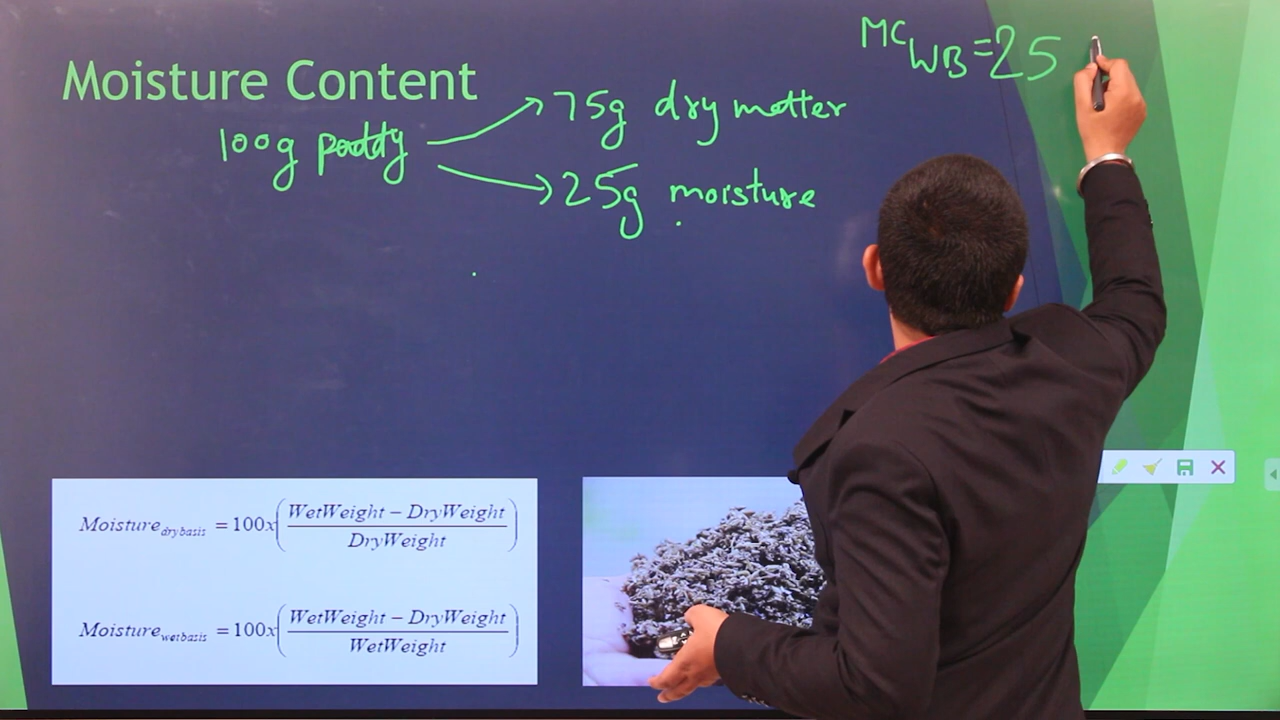 Moisture Content
MC WB = 25
100g paddy
75g dry matter
25g moisture
Moisture dry basis = 100x( WetWeight - DryWeight / DryWeight )
Moisture wet basis = 100x( WetWeight - DryWeight / WetWeight )